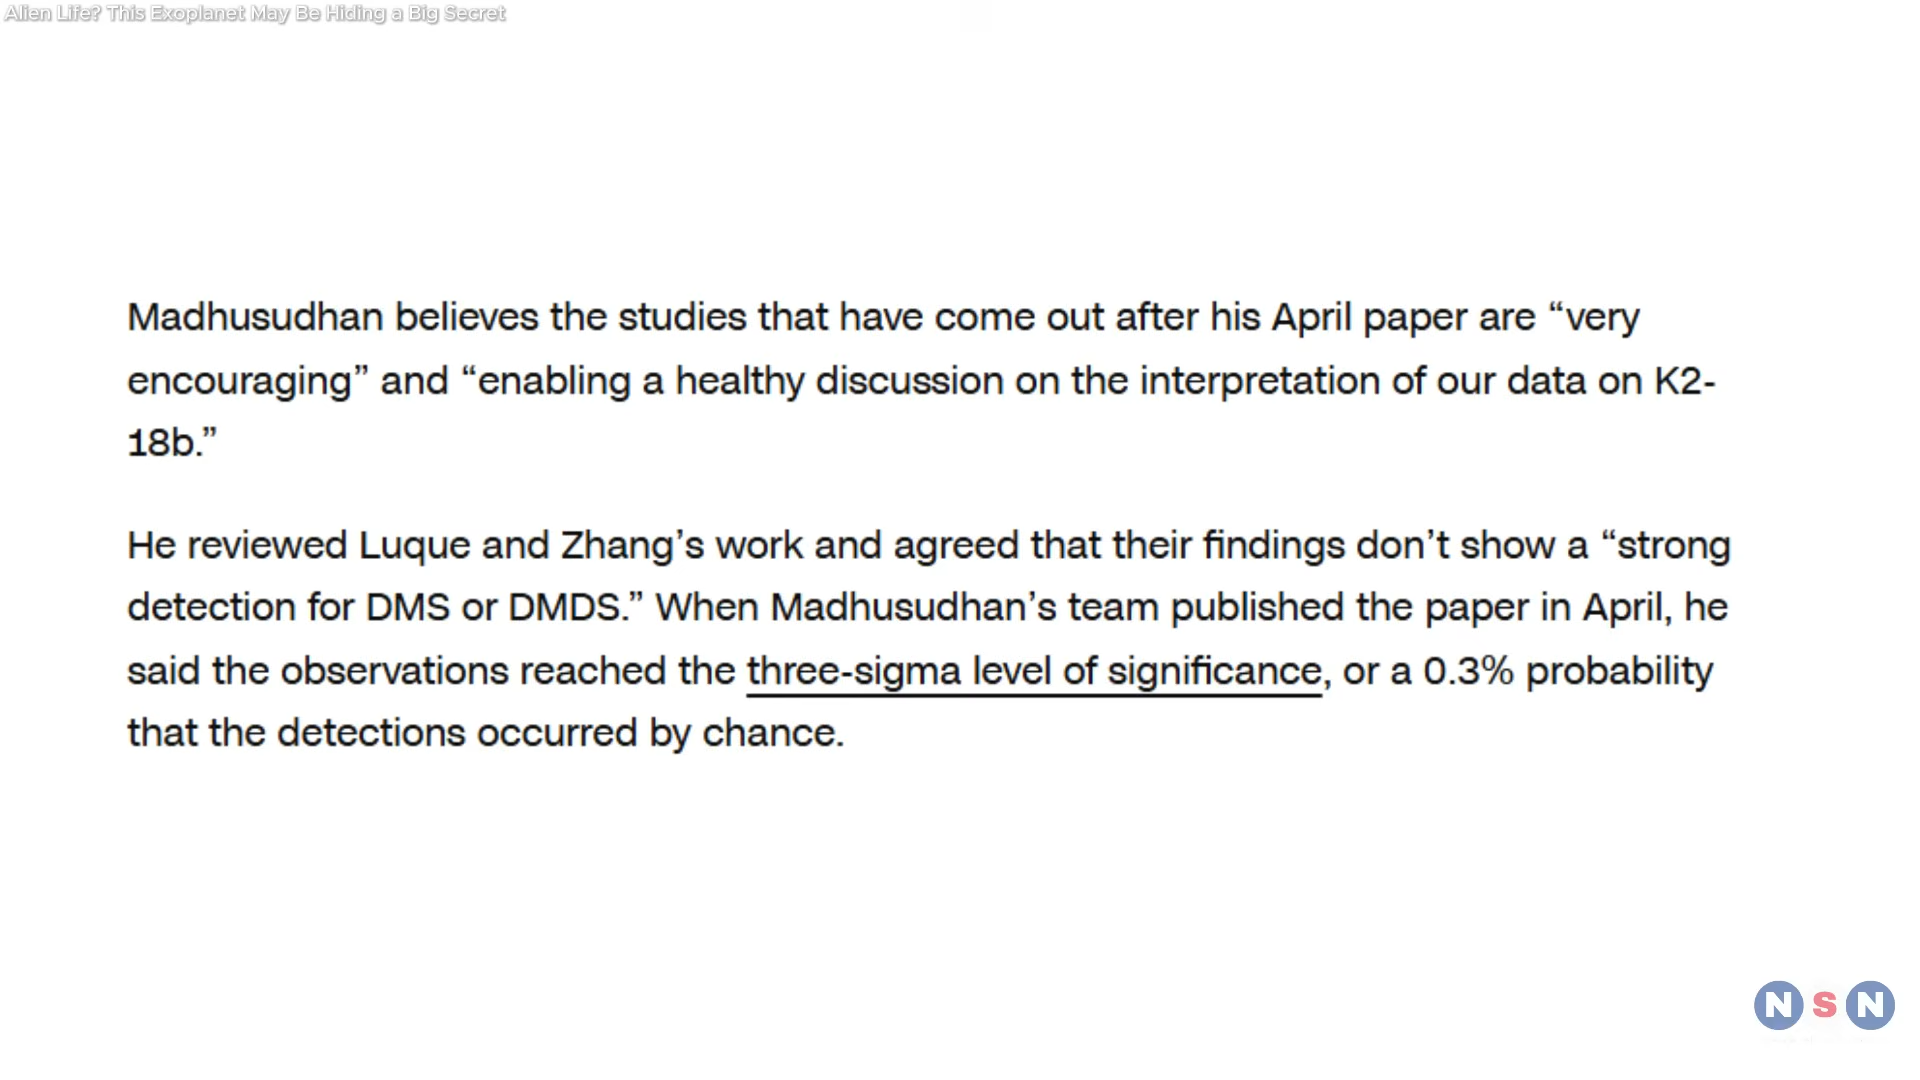 Alien Life? This Exoplanet May Be Hiding a Big Secret
Madhusudhan believes the studies that have come out after his April paper are “very
encouraging” and “enabling a healthy discussion on the interpretation of our data on K2-
18b.”
He reviewed Luque and Zhang’s work and agreed that their findings don’t show a “strong
detection for DMS or DMDS.” When Madhusudhan’s team published the paper in April, he
said the observations reached the three-sigma level of significance, or a 0.3% probability
that the detections occurred by chance.
N S N